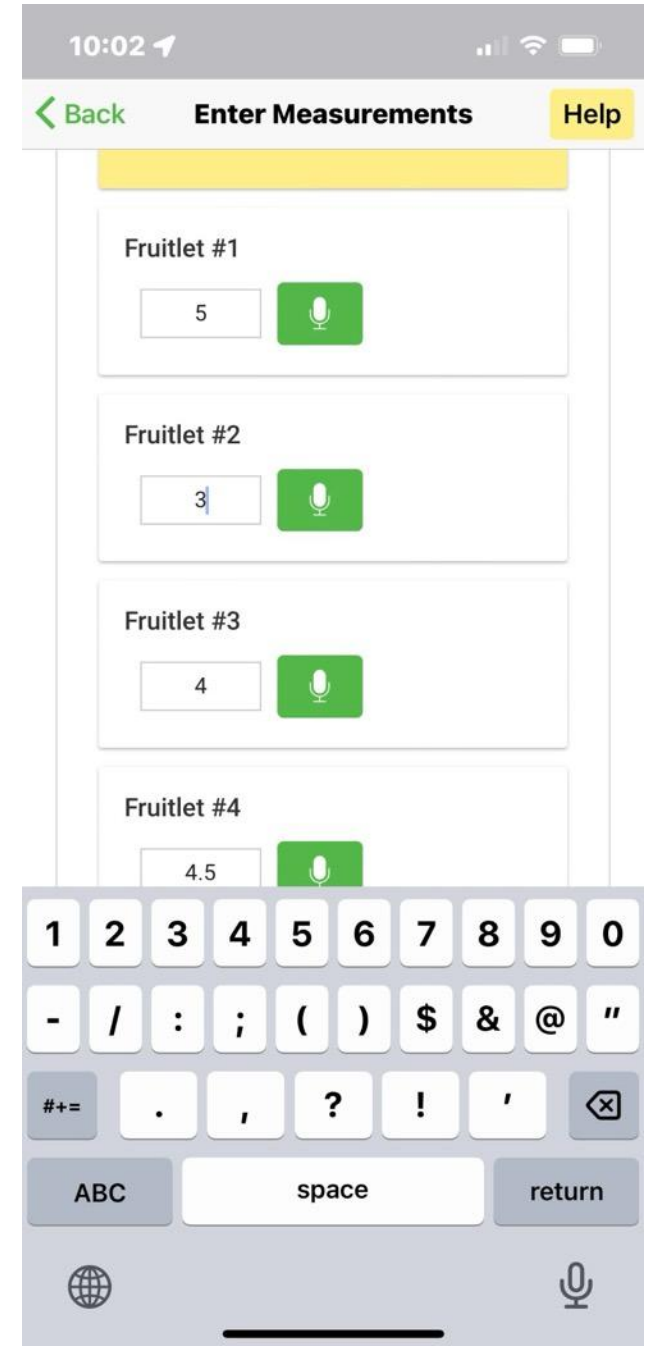 10:02
Back Enter Measurements Help
Fruitlet #1
5
Fruitlet #2
3
Fruitlet #3
4
Fruitlet #4
4.5
1 2 3 4 5 6 7 8 9 0
- / : ; ( ) $ & @ "
#+= . , ? ! '
ABC space return